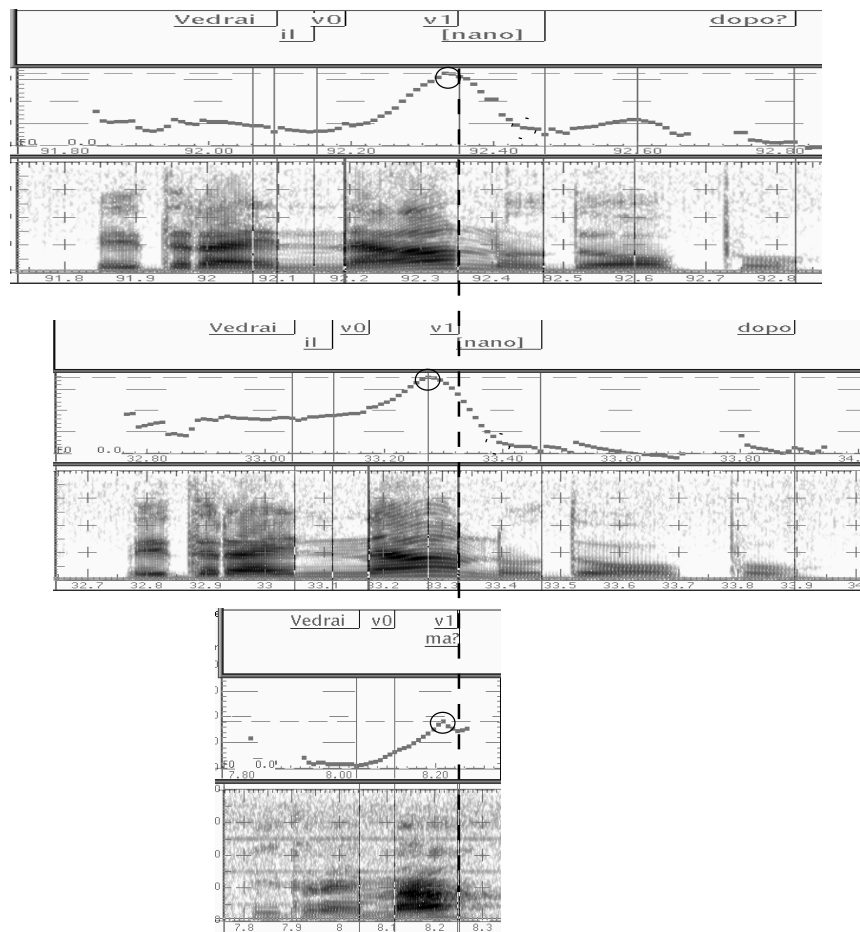 Vedrai v0 v1 dopo?
il [nano]
F0 0.0
91.80 92.00 92.20 92.40 92.60 92.80
91.8 91.9 92 92.1 92.2 92.3 92.4 92.5 92.6 92.7 92.8
Vedrai v0 v1 dopo
il [nano]
F0 0.0
32.80 33.00 33.20 33.40 33.60 33.80 34.
32.7 32.8 32.9 33 33.1 33.2 33.3 33.4 33.5 33.6 33.7 33.8 33.9 34
Vedrai v0 v1
ma?
F0 0.0
7.80 8.00 8.20
7.8 7.9 8 8.1 8.2 8.3